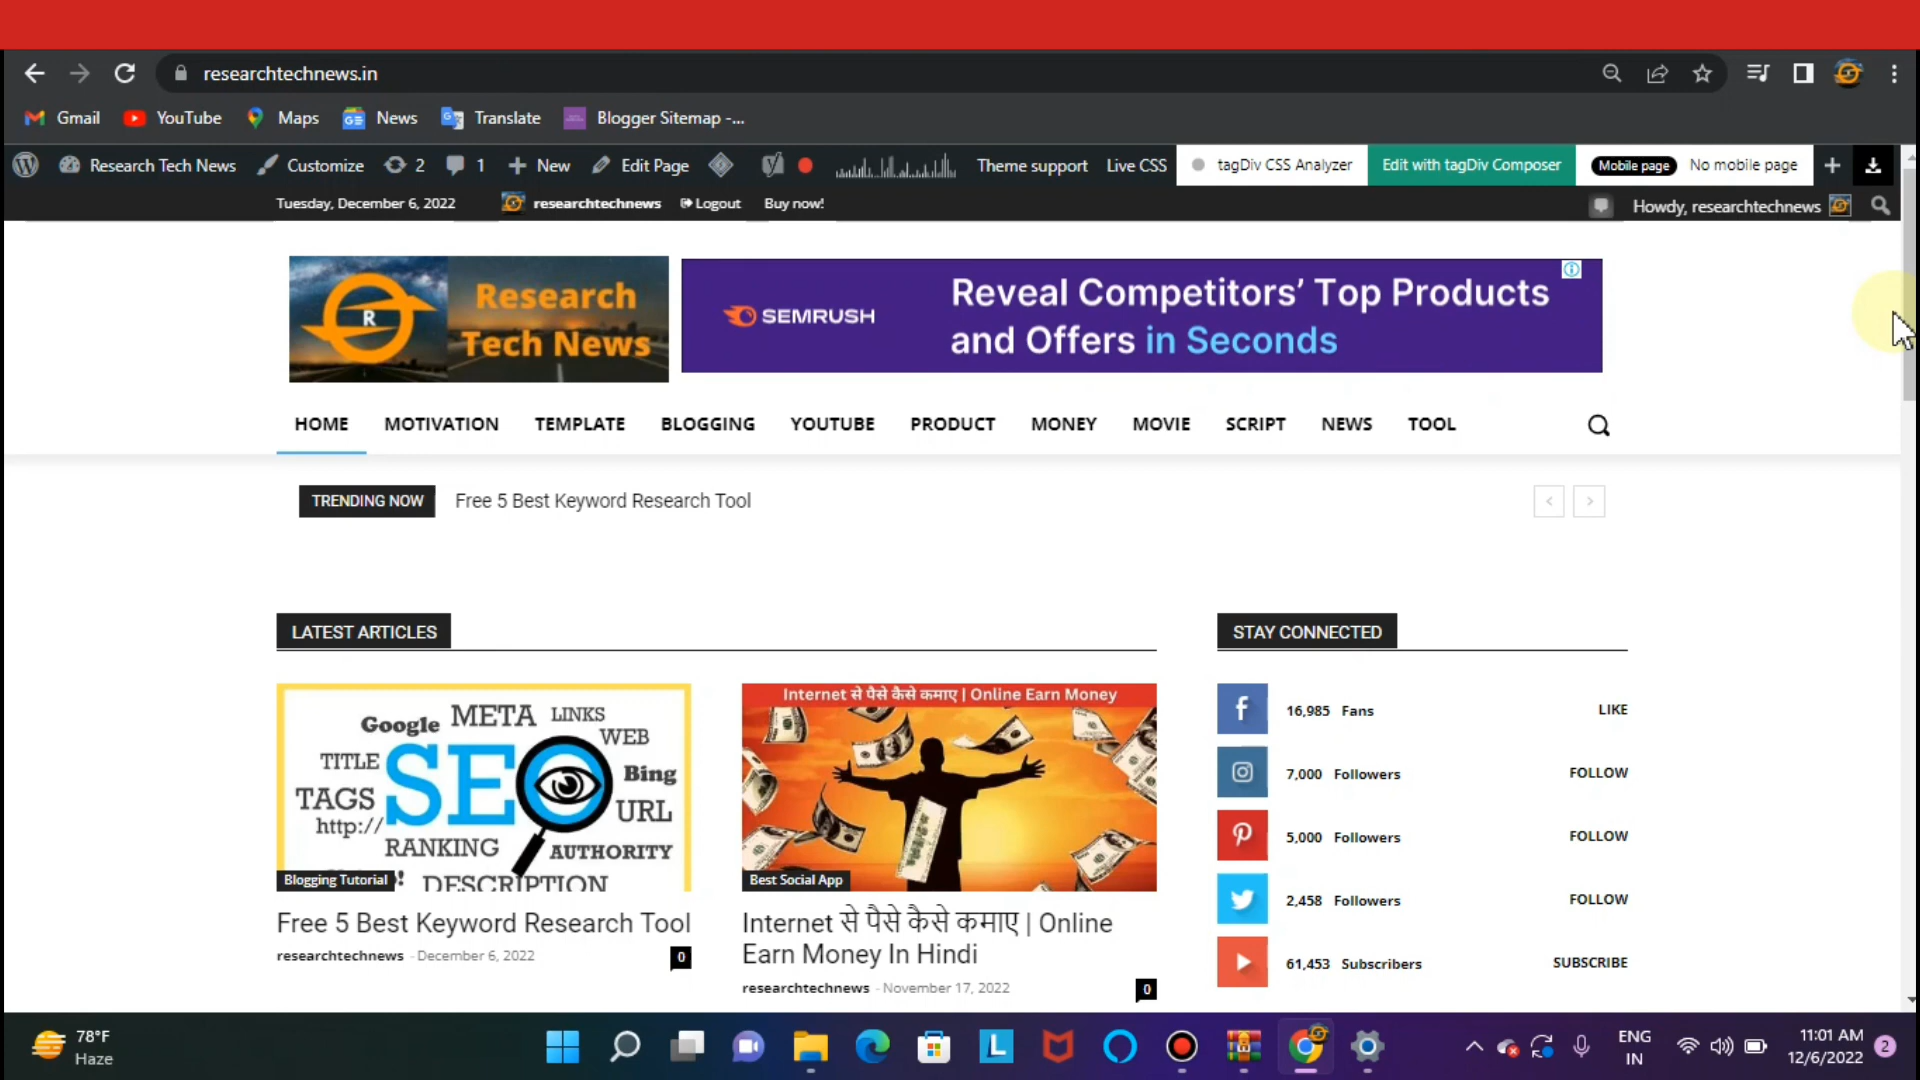 researchtechnews.in
Gmail YouTube Maps News Translate Blogger Sitemap -...
Research Tech News Customize 2 1 New Edit Page Theme support Live CSS tagDiv CSS Analyzer Edit with tagDiv Composer Mobile page No mobile page
Tuesday, December 6, 2022 researchtechnews Logout Buy now! Howdy, researchtechnews
R Research
Tech News
SEMRUSH
Reveal Competitors' Top Products
and Offers in Seconds
HOME MOTIVATION TEMPLATE BLOGGING YOUTUBE PRODUCT MONEY MOVIE SCRIPT NEWS TOOL
TRENDING NOW Free 5 Best Keyword Research Tool
LATEST ARTICLES
Google META LINKS
WEB
TITLE SEO Bing
TAGS URL
http://
RANKING AUTHORITY
DESCRIPTION
Blogging Tutorial
Free 5 Best Keyword Research Tool
researchtechnews - December 6, 2022 0
Internet से पैसे कैसे कमाए | Online Earn Money
Best Social App
Internet से पैसे कैसे कमाए | Online
Earn Money In Hindi
researchtechnews - November 17, 2022 0
STAY CONNECTED
16,985 Fans LIKE
7,000 Followers FOLLOW
5,000 Followers FOLLOW
2,458 Followers FOLLOW
61,453 Subscribers SUBSCRIBE
78°F
Haze
L
ENG
IN
11:01 AM
12/6/2022
2